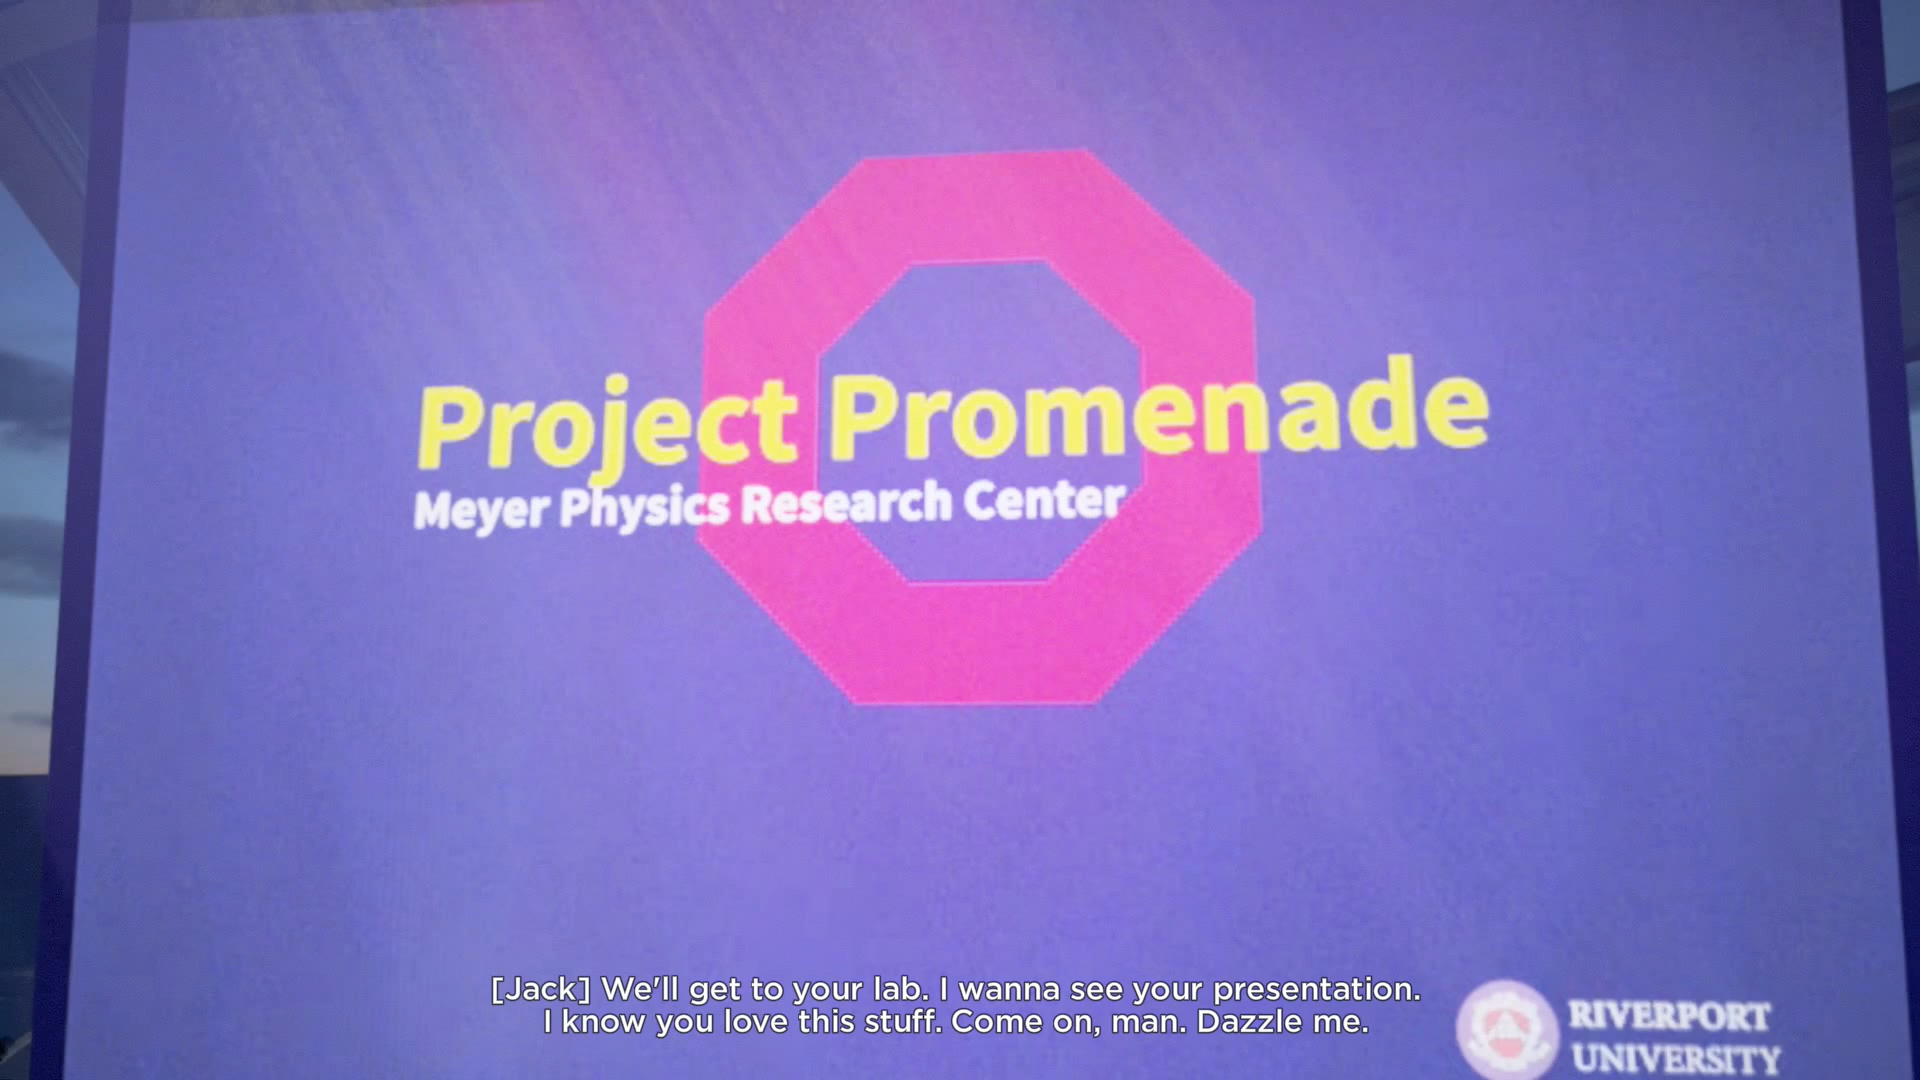 Project Promenade
Meyer Physics Research Center
[Jack] We'll get to your lab. I wanna see your presentation.
I know you love this stuff. Come on, man. Dazzle me.
RIVERPORT
UNIVERSITY